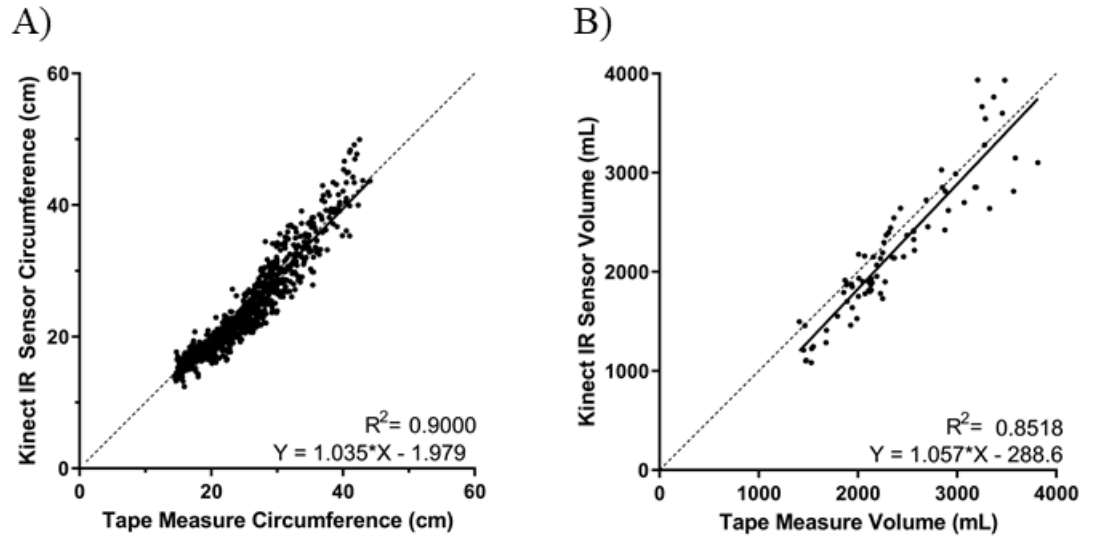 A)
B)
Kinect IR Sensor Circumference (cm)
60
40
20
0
0 20 40 60
Tape Measure Circumference (cm)
R²= 0.9000
Y = 1.035*X - 1.979
Kinect IR Sensor Volume (mL)
4000
3000
2000
1000
0
0 1000 2000 3000 4000
Tape Measure Volume (mL)
R²= 0.8518
Y = 1.057*X - 288.6